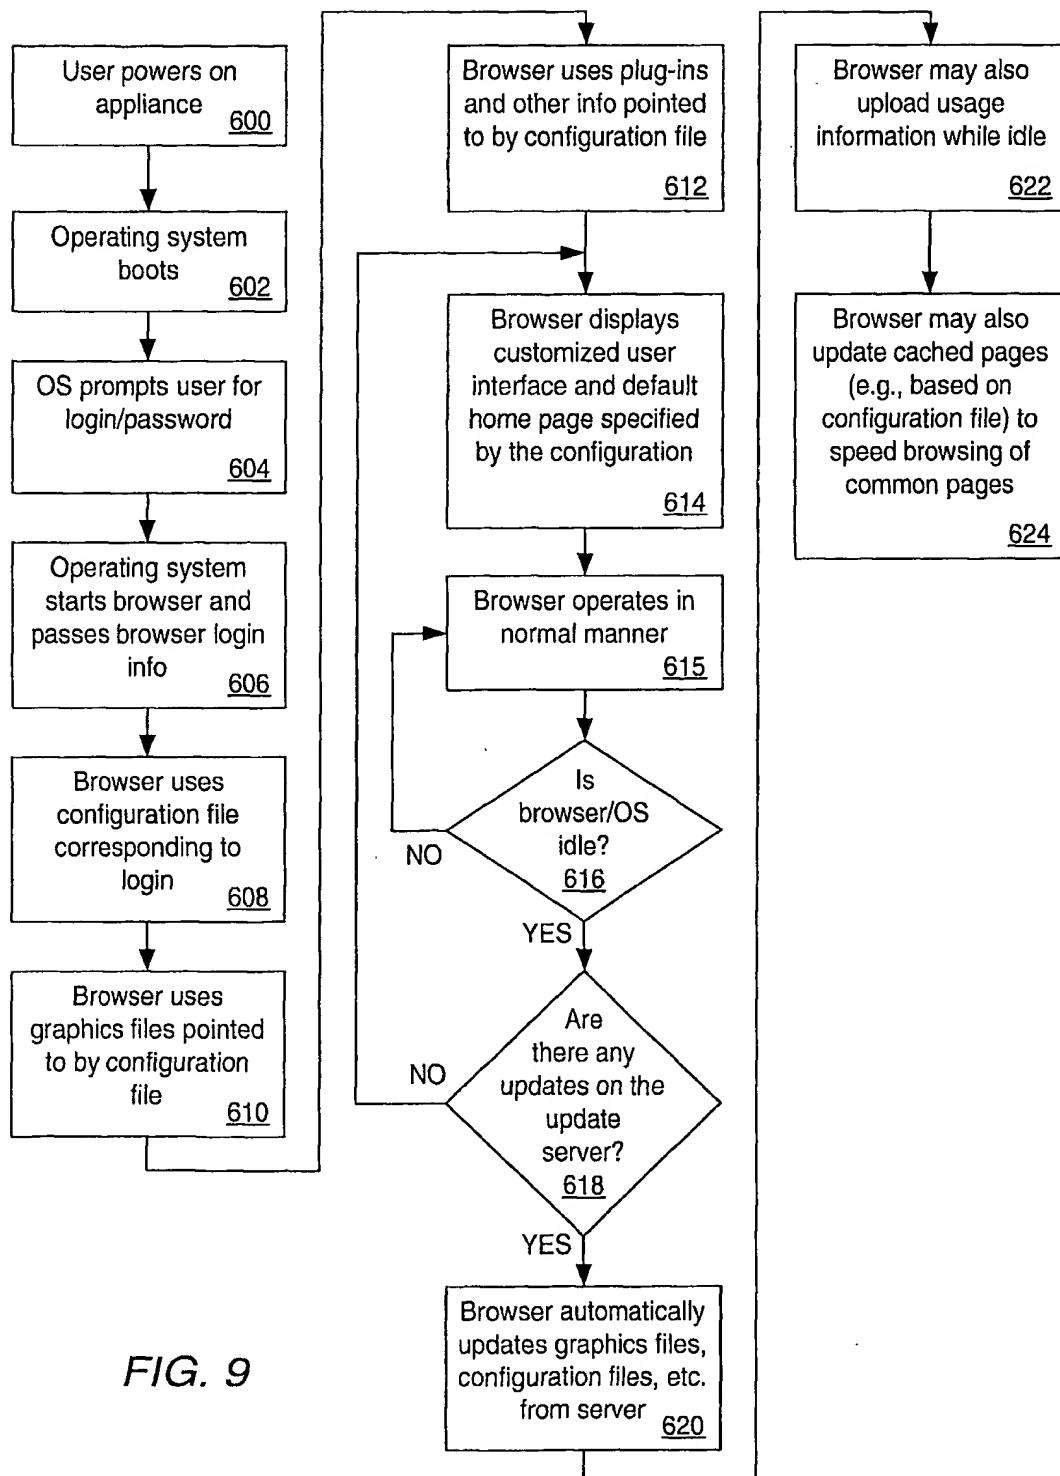 User powers on
appliance
600
Operating system
boots
602
OS prompts user for
login/password
604
Operating system
starts browser and
passes browser login
info
606
Browser uses
configuration file
corresponding to
login
608
Browser uses
graphics files pointed
to by configuration
file
610
Browser uses plug-ins
and other info pointed
to by configuration file
612
Browser displays
customized user
interface and default
home page specified
by the configuration
614
Browser operates in
normal manner
615
Is
browser/OS
idle?
616
NO
YES
Are
there any
updates on the
update
server?
618
NO
YES
Browser automatically
updates graphics files,
configuration files, etc.
from server
620
Browser may also
upload usage
information while idle
622
Browser may also
update cached pages
(e.g., based on
configuration file) to
speed browsing of
common pages
624
FIG. 9